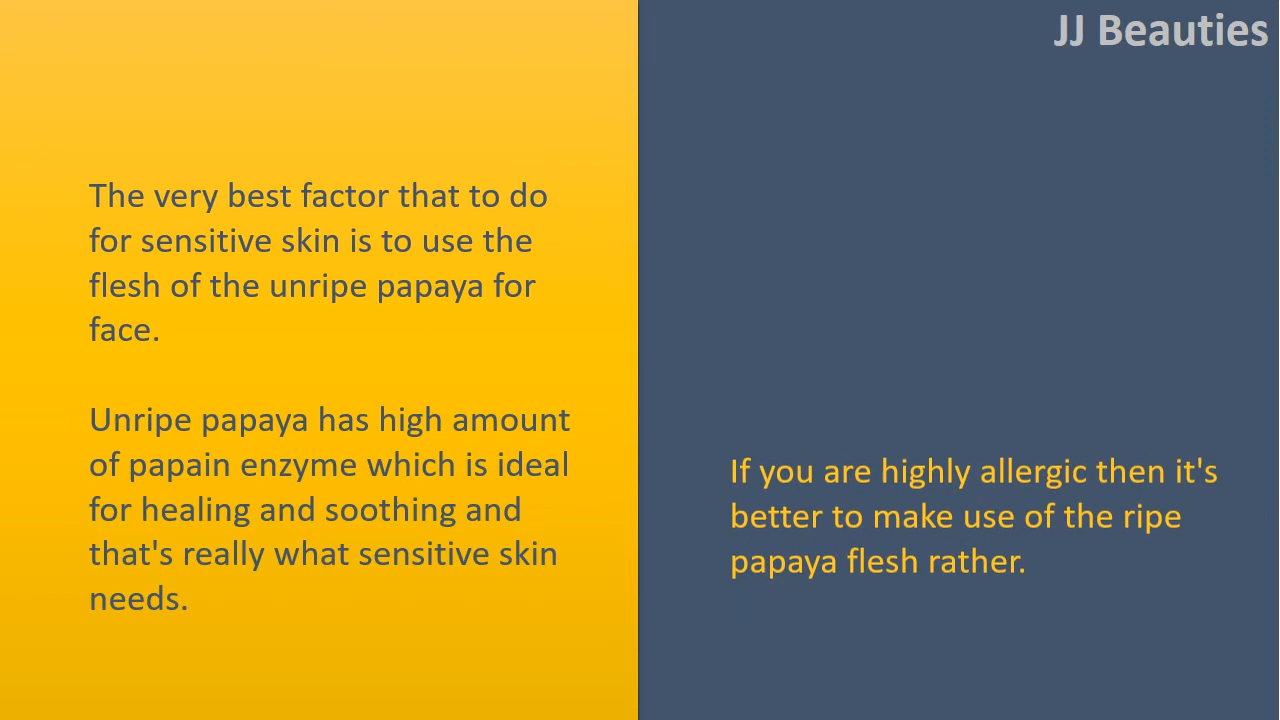 JJ Beauties
The very best factor that to do
for sensitive skin is to use the
flesh of the unripe papaya for
face.
Unripe papaya has high amount
of papain enzyme which is ideal
for healing and soothing and
that's really what sensitive skin
needs.
If you are highly allergic then it's
better to make use of the ripe
papaya flesh rather.